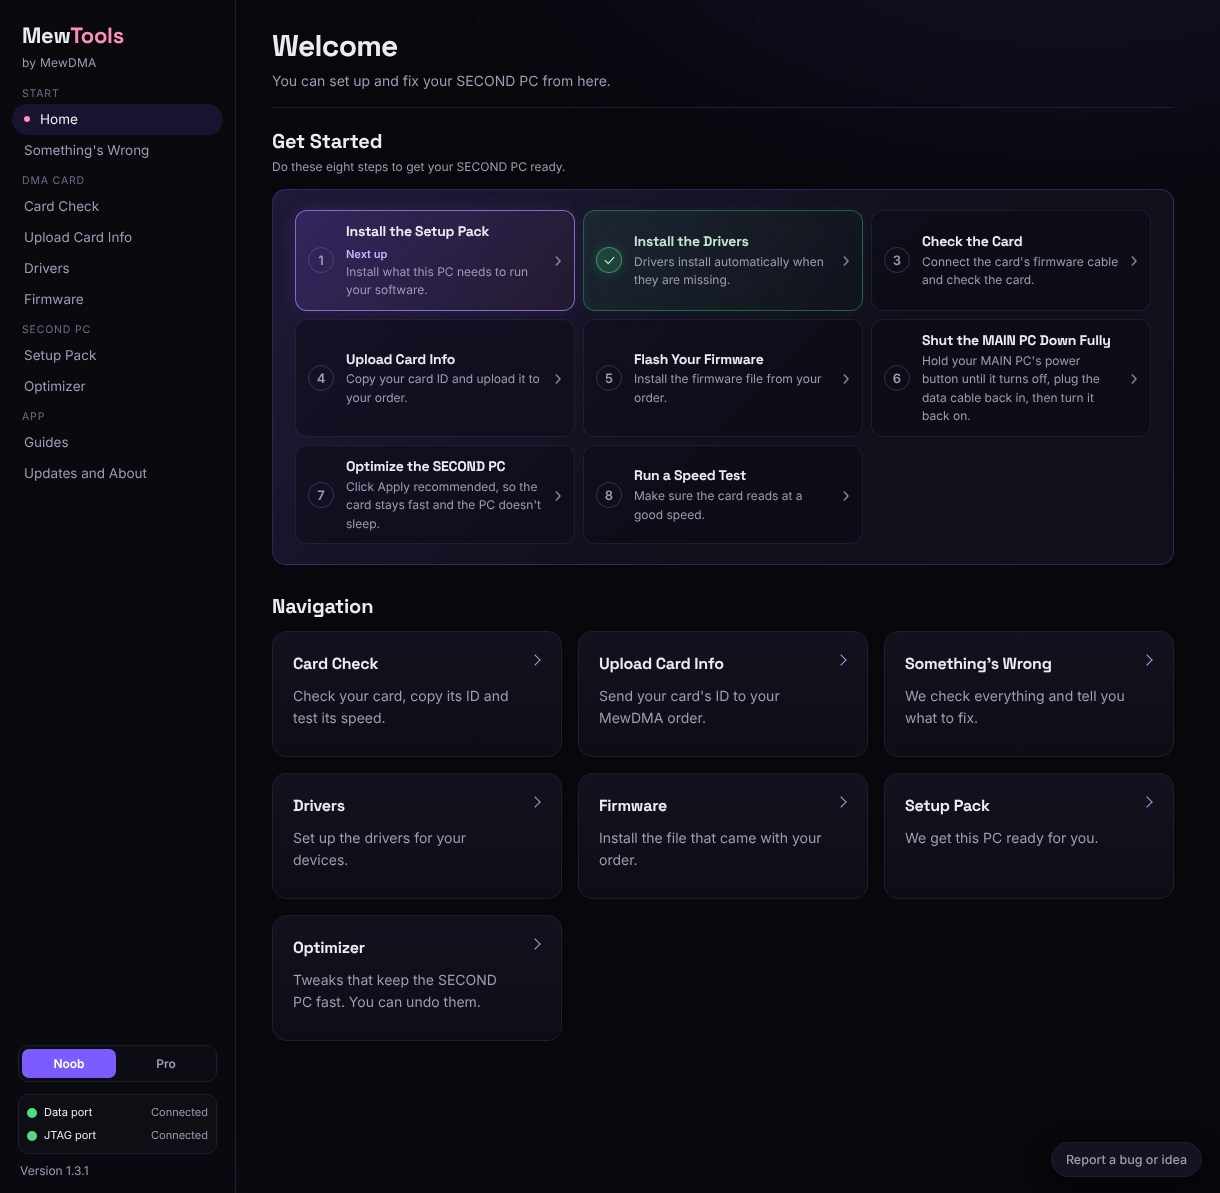 MewTools
by MewDMA
START
Home
Something's Wrong
DMA CARD
Card Check
Upload Card Info
Drivers
Firmware
SECOND PC
Setup Pack
Optimizer
APP
Guides
Updates and About
Noob
Pro
Data port
Connected
JTAG port
Connected
Version 1.3.1
Welcome
You can set up and fix your SECOND PC from here.
Get Started
Do these eight steps to get your SECOND PC ready.
1
Install the Setup Pack
Next up
Install what this PC needs to run
your software.
Install the Drivers
Drivers install automatically when
they are missing.
3
Check the Card
Connect the card's firmware cable
and check the card.
4
Upload Card Info
Copy your card ID and upload it to
your order.
5
Flash Your Firmware
Install the firmware file from your
order.
6
Shut the MAIN PC Down Fully
Hold your MAIN PC's power
button until it turns off, plug the
data cable back in, then turn it
back on.
7
Optimize the SECOND PC
Click Apply recommended, so the
card stays fast and the PC doesn't
sleep.
8
Run a Speed Test
Make sure the card reads at a
good speed.
Navigation
Card Check
Check your card, copy its ID and
test its speed.
Upload Card Info
Send your card's ID to your
MewDMA order.
Something's Wrong
We check everything and tell you
what to fix.
Drivers
Set up the drivers for your
devices.
Firmware
Install the file that came with your
order.
Setup Pack
We get this PC ready for you.
Optimizer
Tweaks that keep the SECOND
PC fast. You can undo them.
Report a bug or idea